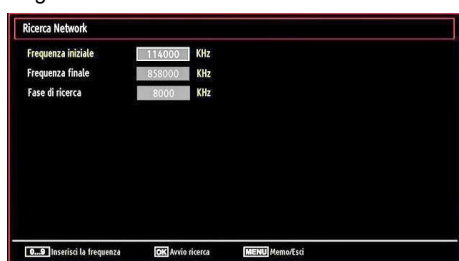 Ricerca Network
Frequenza iniziale 114000 KHz
Frequenza finale 858000 KHz
Fase di ricerca 8000 KHz
0...9 Inserisci la frequenza OK Avvio ricerca MENU Memo/Esci